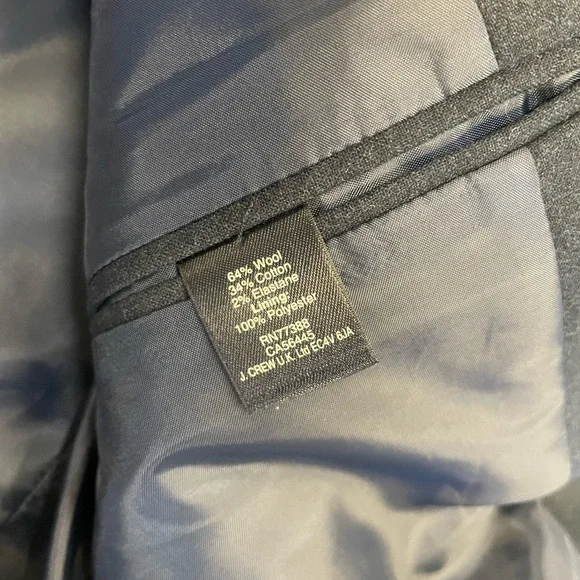 64% Wool
34% Cotton
2% Elastane
Lining:
100% Polyester
RN77388
CA56445
J. CREW U.K. Ltd EC4V 6JA